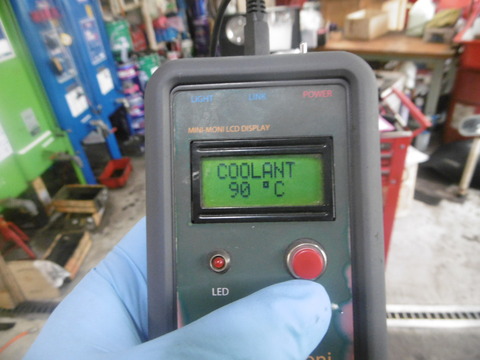 LIGHT LINK POWER
MINI-MONI LCD DISPLAY
COOLANT
90 °C
LED